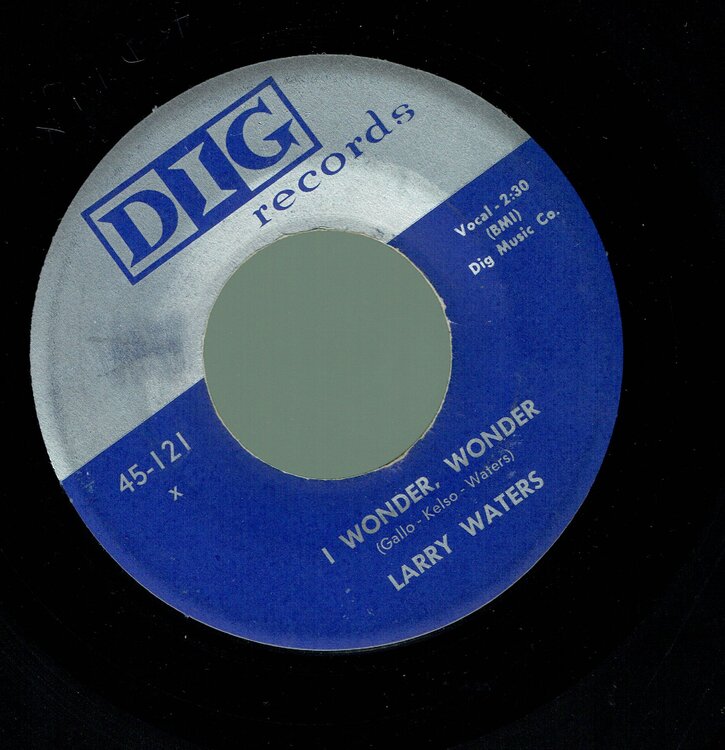 DIG
records
Vocal - 2:30
(BMI)
Dig Music Co.
45-121
x
I WONDER, WONDER
(Gallo - Kelso - Waters)
LARRY WATERS